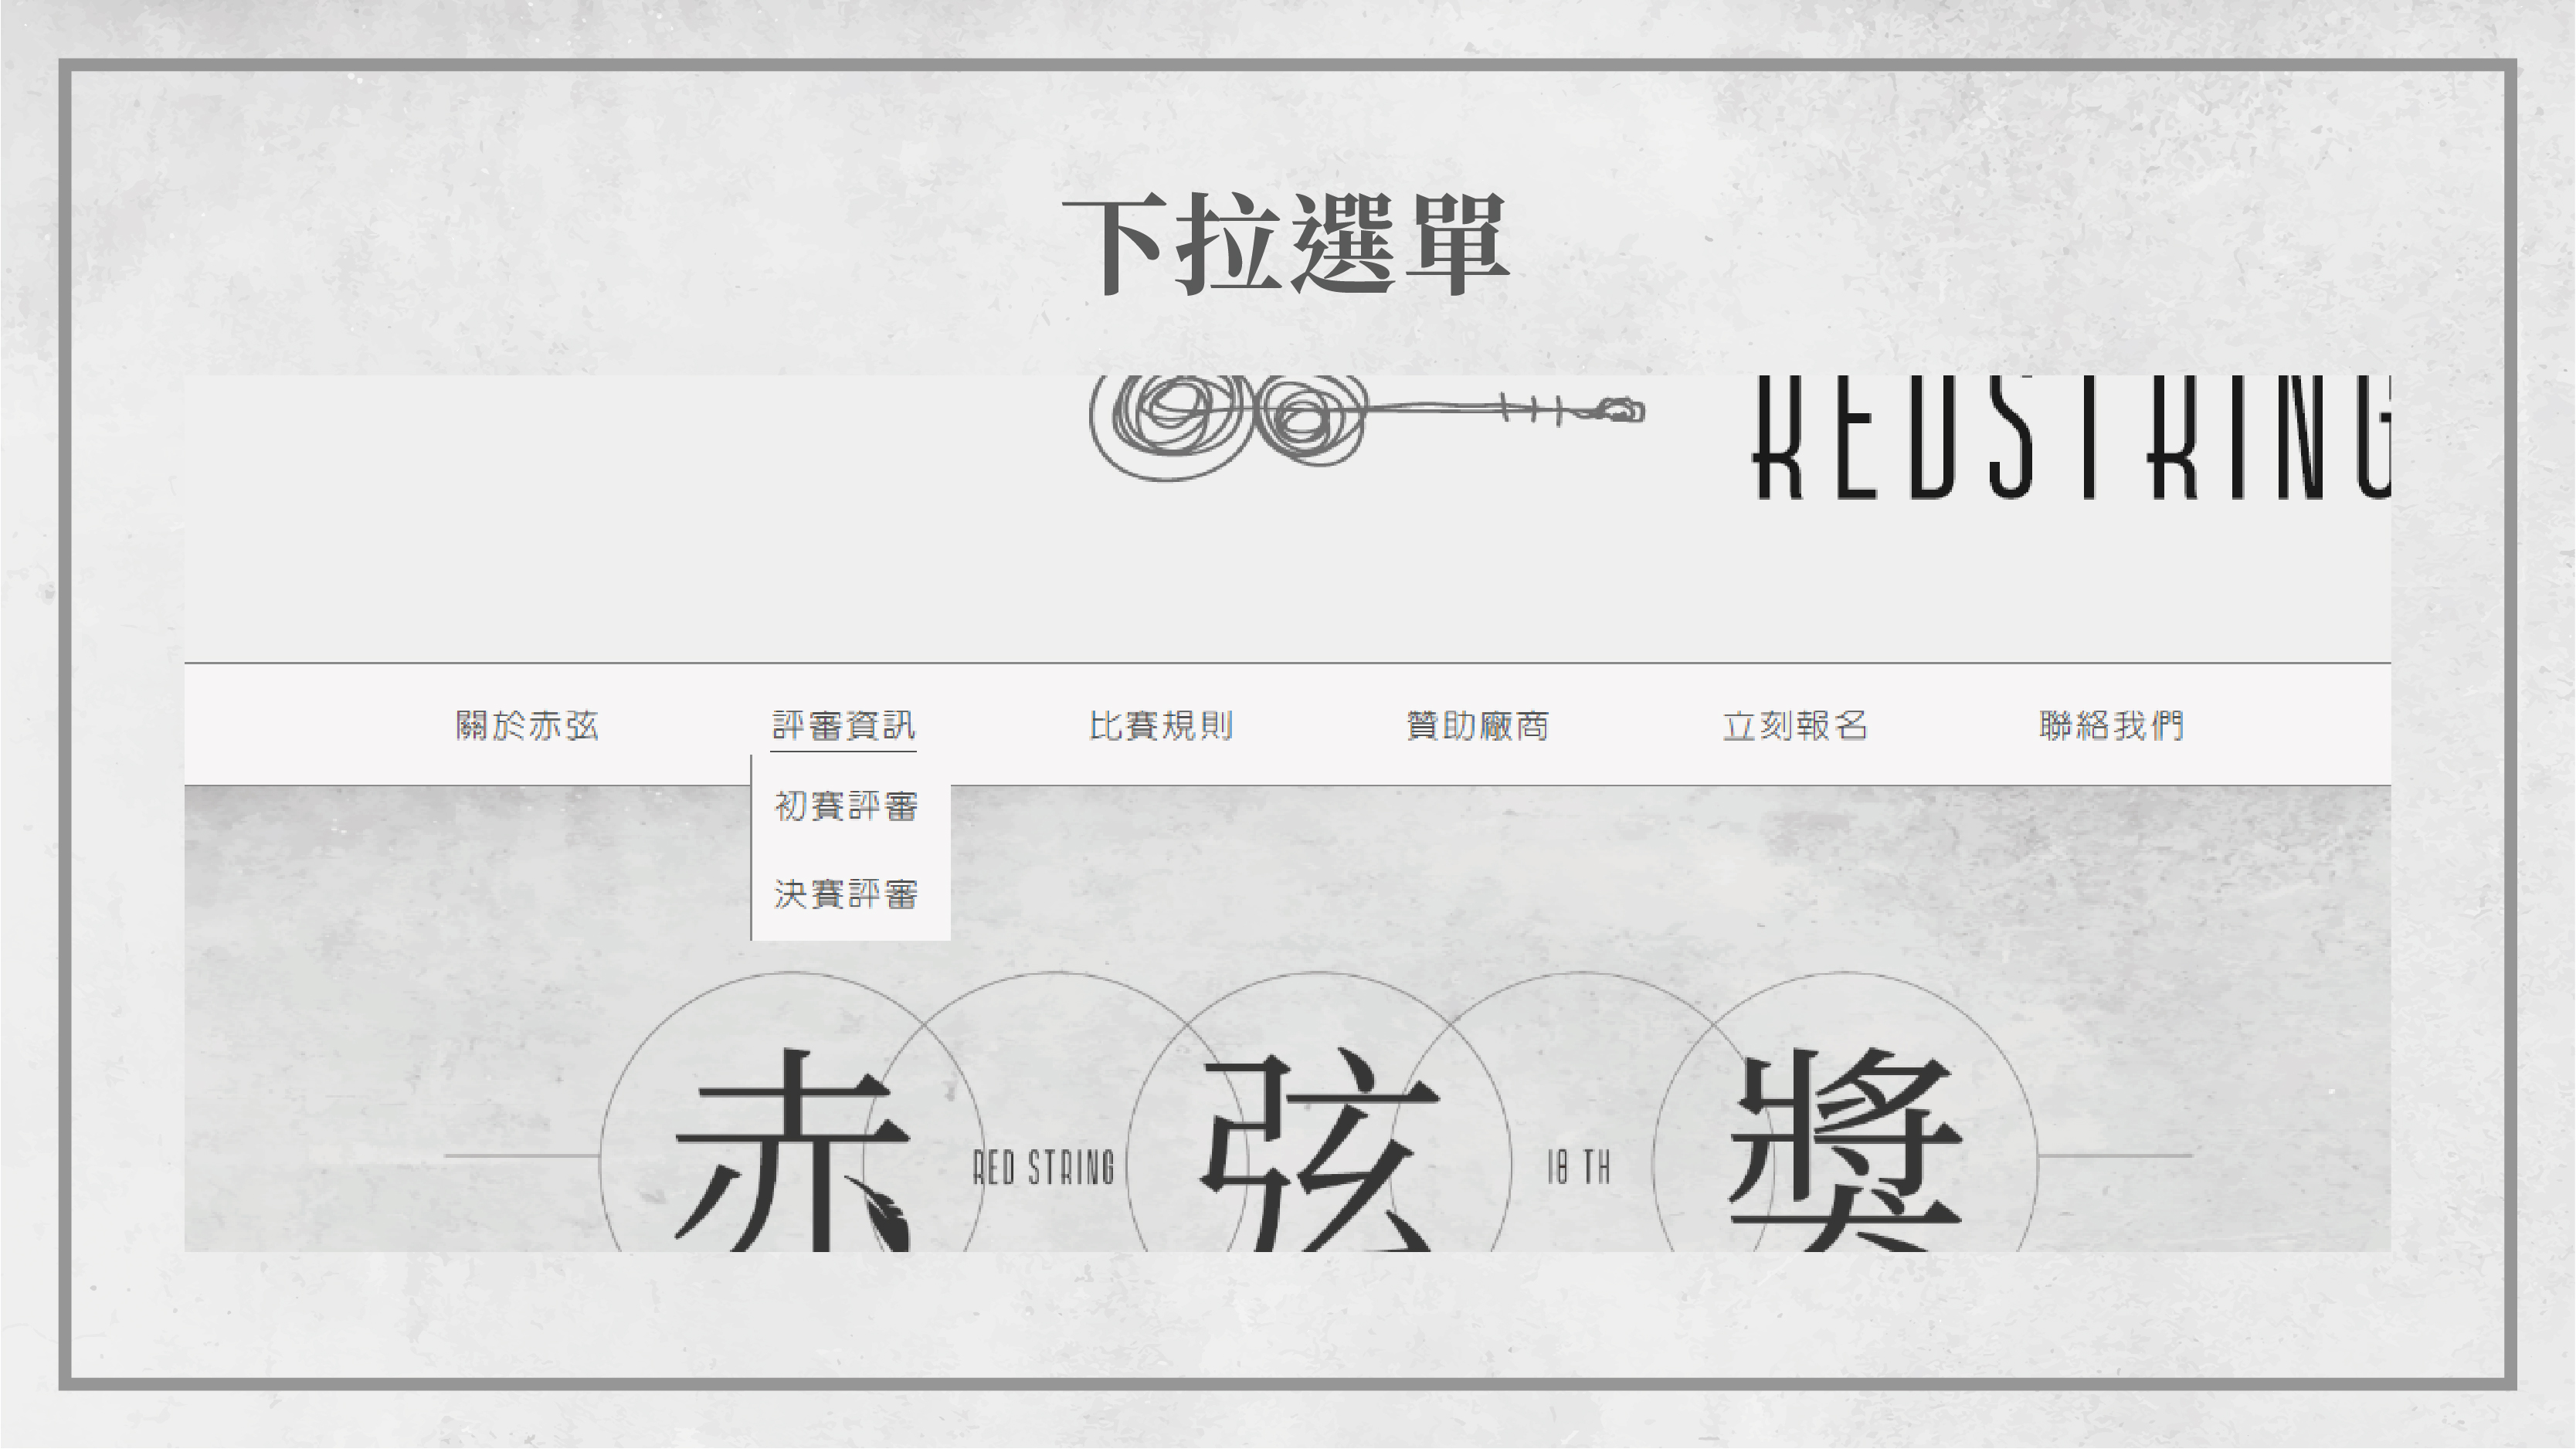 下拉選單
REDSTRING
關於赤弦 評審資訊 比賽規則 贊助廠商 立刻報名 聯絡我們
初賽評審
決賽評審
赤 RED STRING 弦 18 TH 獎